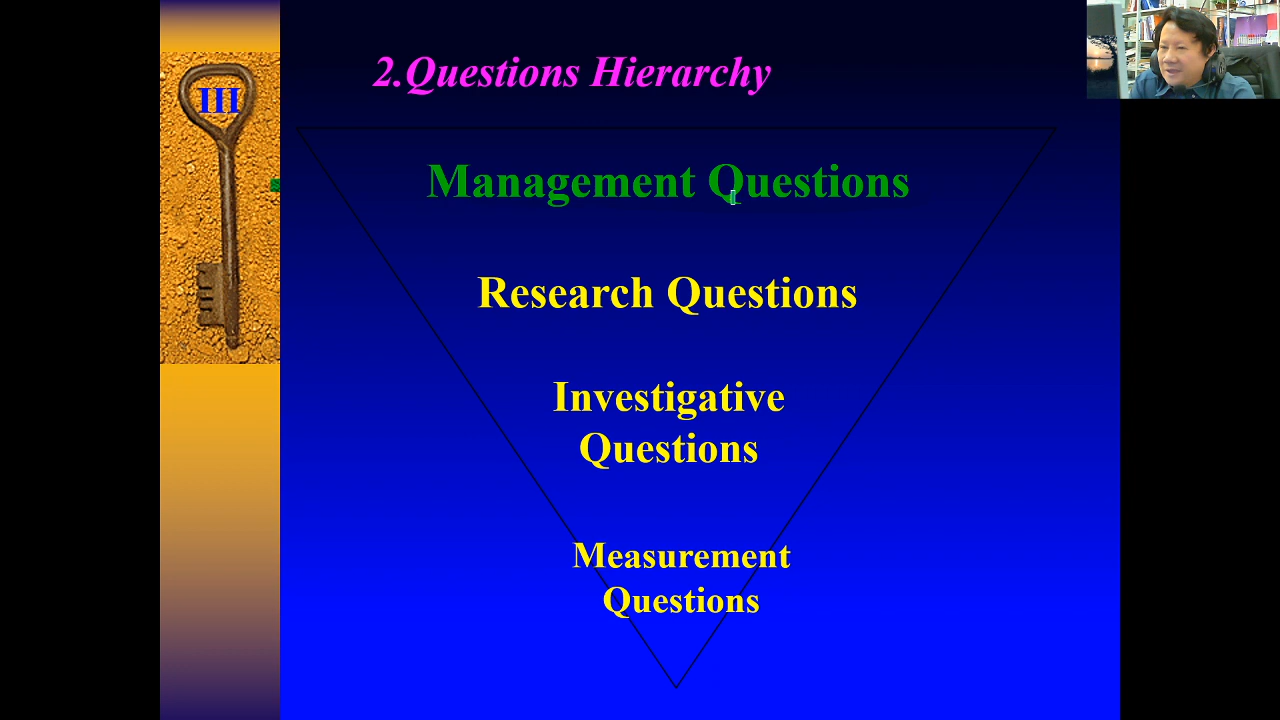 2.Questions Hierarchy
III
Management Questions
Research Questions
Investigative
Questions
Measurement
Questions